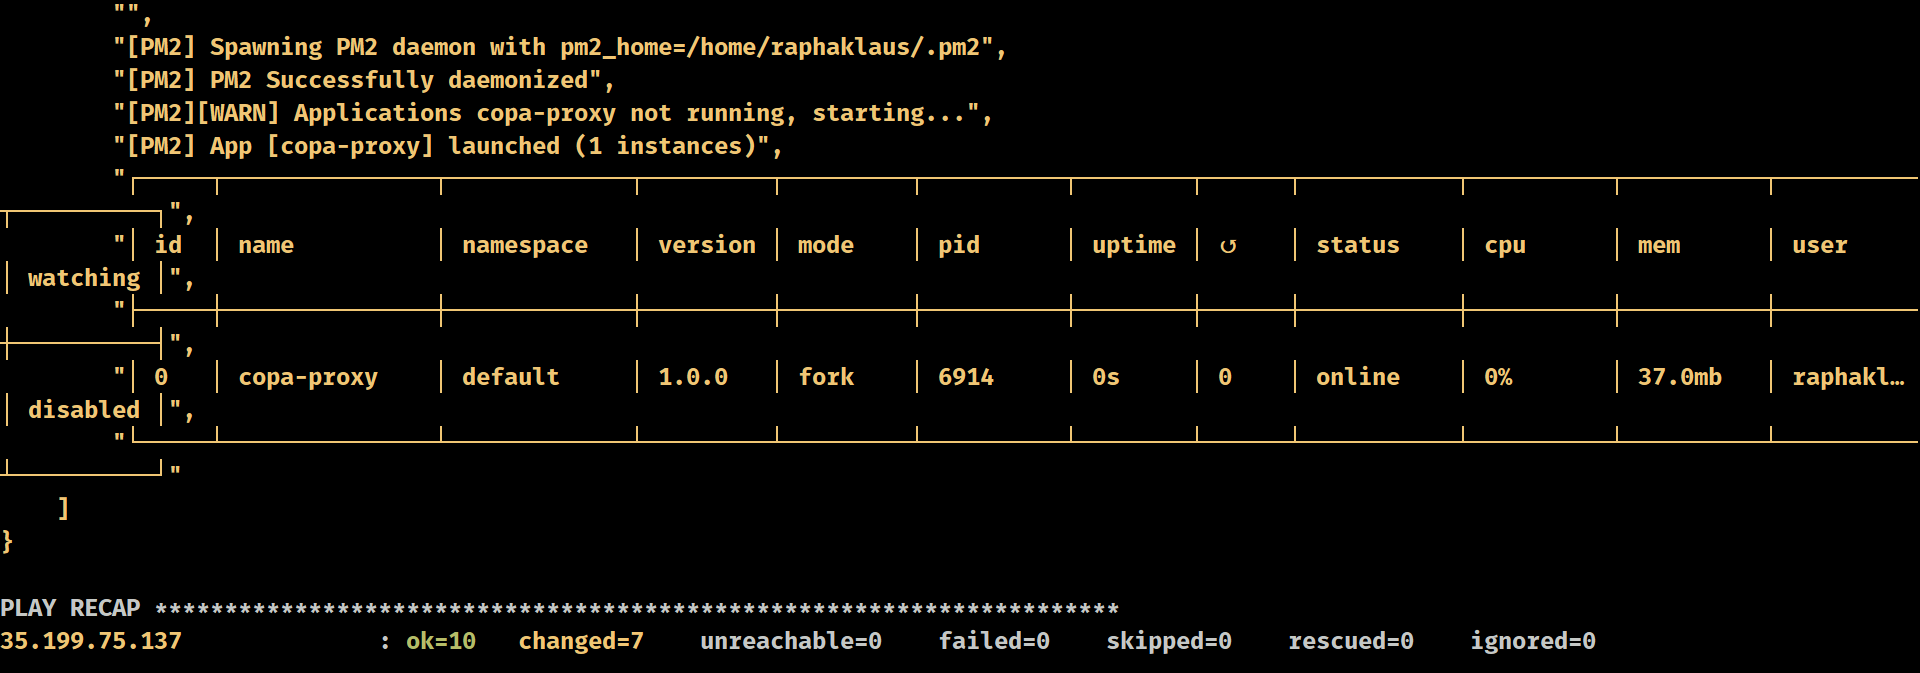 "",
"[PM2] Spawning PM2 daemon with pm2_home=/home/raphaklaus/.pm2",
"[PM2] PM2 Successfully daemonized",
"[PM2][WARN] Applications copa-proxy not running, starting...",
"[PM2] App [copa-proxy] launched (1 instances)",
"┌─────┬───────────────┬─────────────┬─────────┬─────────┬──────────┬────────┬──────┬───────────┬──────────┬──────────┬──────────
┬──────────┐",
"│ id  │ name          │ namespace   │ version │ mode    │ pid      │ uptime │ ↺    │ status    │ cpu      │ mem      │ user
│ watching │",
"├─────┼───────────────┼─────────────┼─────────┼─────────┼──────────┼────────┼──────┼───────────┼──────────┼──────────┼──────────
┼──────────┤",
"│ 0   │ copa-proxy    │ default     │ 1.0.0   │ fork    │ 6914     │ 0s     │ 0    │ online    │ 0%       │ 37.0mb   │ raphakl…
│ disabled │",
"└─────┴───────────────┴─────────────┴─────────┴─────────┴──────────┴────────┴──────┴───────────┴──────────┴──────────┴──────────
┴──────────┘"
]
}
PLAY RECAP *********************************************************************
35.199.75.137 : ok=10 changed=7 unreachable=0 failed=0 skipped=0 rescued=0 ignored=0